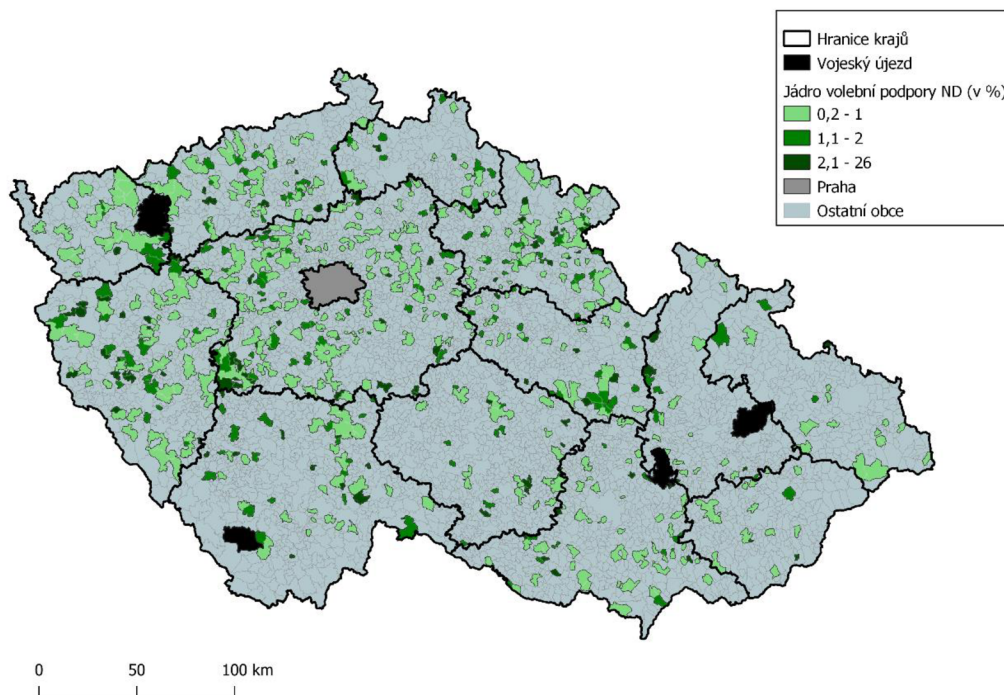 Hranice krajů
Vojeský újezd
Jádro volební podpory ND (v %)
0,2 - 1
1,1 - 2
2,1 - 26
Praha
Ostatní obce
0 50 100 km